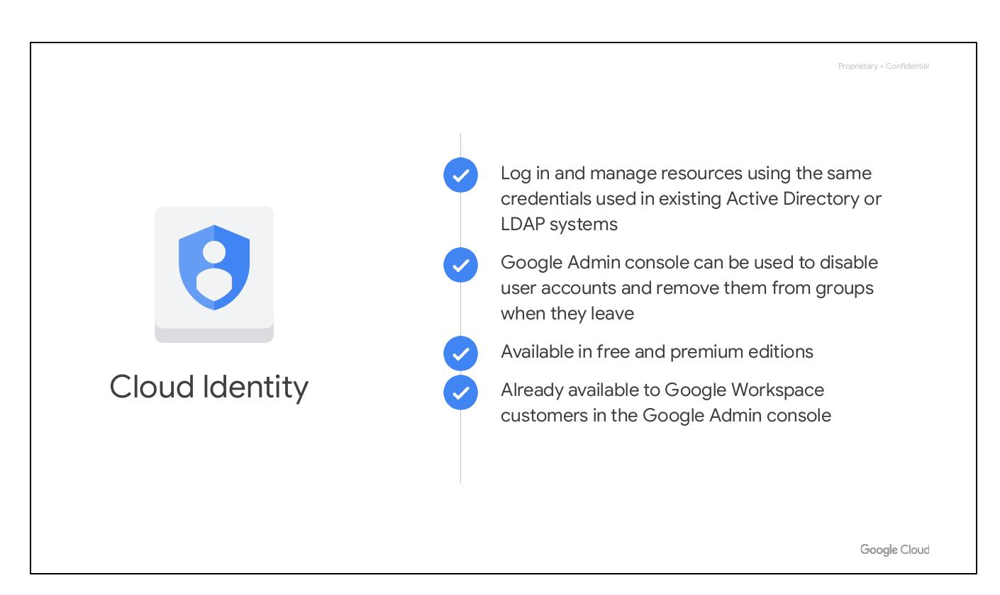 Proprietary + Confidential
Log in and manage resources using the same
credentials used in existing Active Directory or
LDAP systems
Google Admin console can be used to disable
user accounts and remove them from groups
when they leave
Available in free and premium editions
Already available to Google Workspace
customers in the Google Admin console
Cloud Identity
Google Cloud